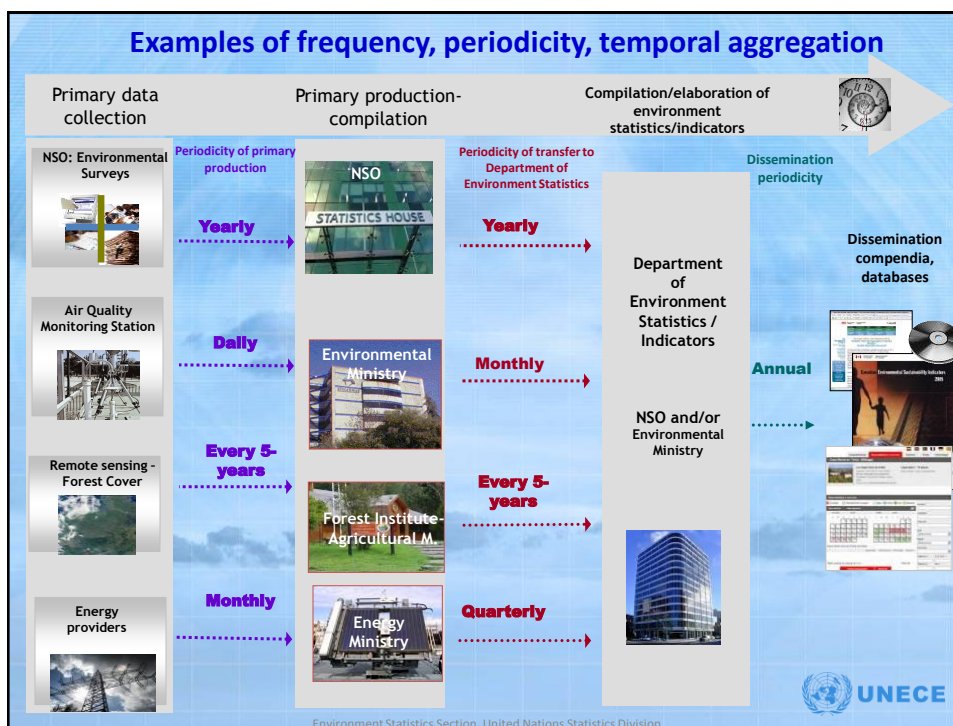 Examples of frequency, periodicity, temporal aggregation
Primary data
collection
Primary production-
compilation
Compilation/elaboration of
environment
statistics/indicators
NSO: Environmental
Surveys
Periodicity of primary
production
NSO
STATISTICS HOUSE
Periodicity of transfer to
Department of
Environment Statistics
Dissemination
periodicity
Yearly
Yearly
Dissemination
compendia,
databases
Department
of
Environment
Statistics /
Indicators
Air Quality
Monitoring Station
Daily
Environmental
Ministry
Monthly
Annual
NSO and/or
Environmental
Ministry
Remote sensing -
Forest Cover
Every 5-
years
Forest Institute-
Agricultural M.
Every 5-
years
Energy
providers
Monthly
Energy
Ministry
Quarterly
UNECE
Environment Statistics Section, United Nations Statistics Division